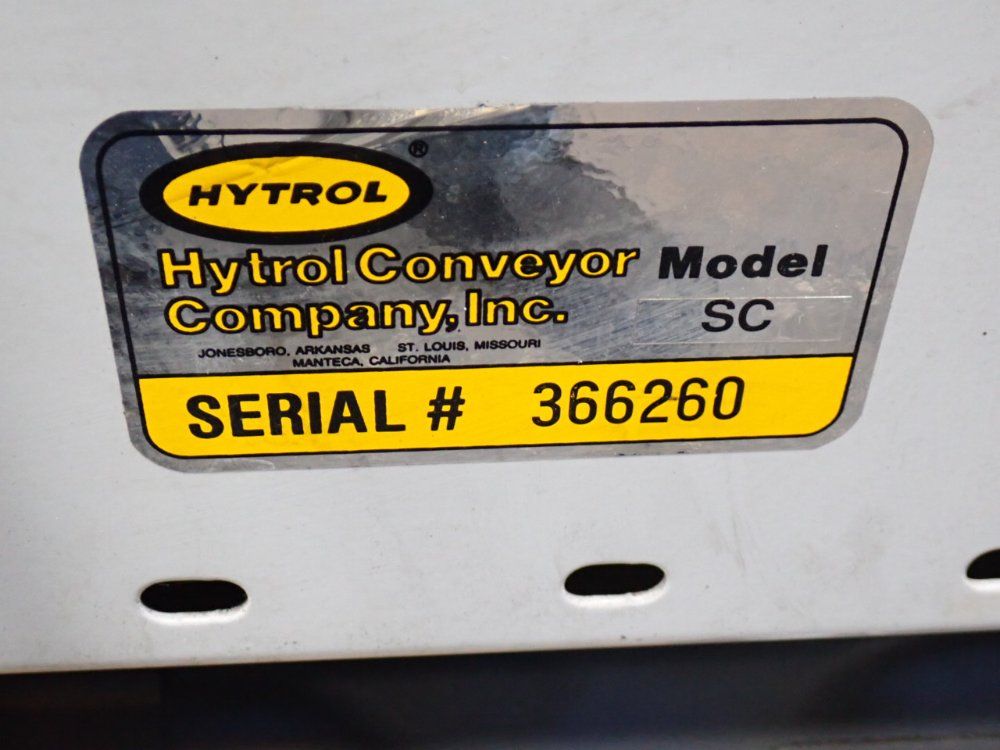 HYTROL ®
Hytrol Conveyor
Company, Inc.
JONESBORO, ARKANSAS ST. LOUIS, MISSOURI
MANTECA, CALIFORNIA
Model
SC
SERIAL # 366260